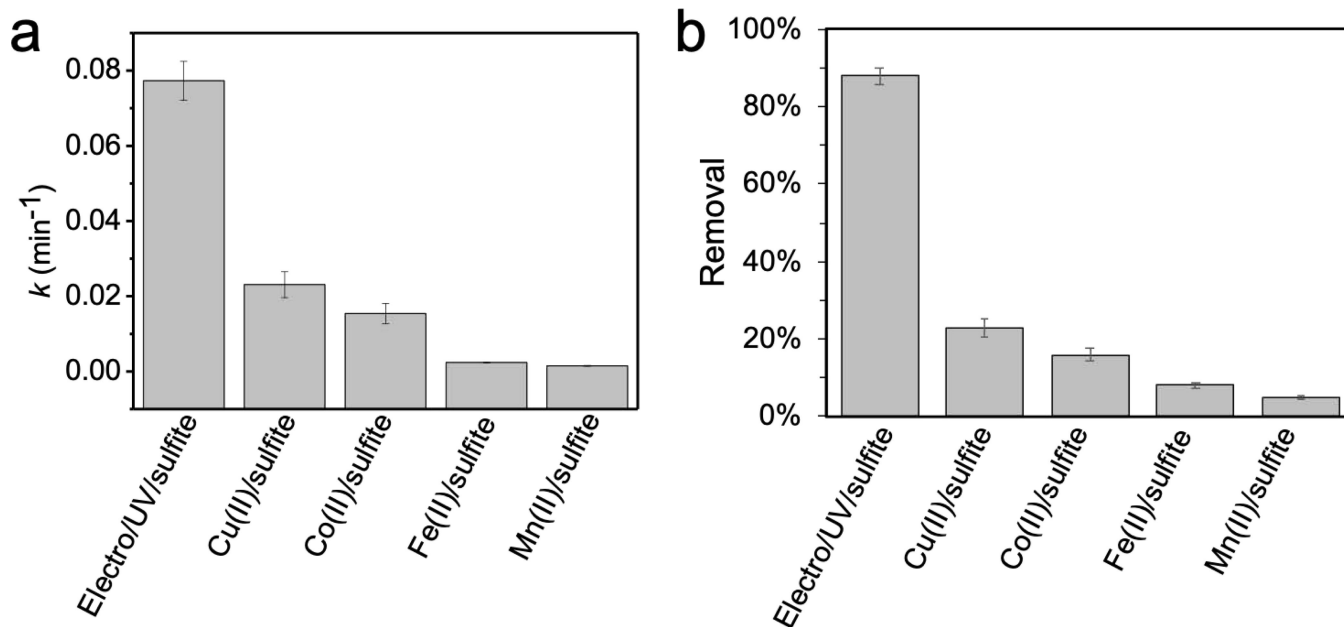 a
0.08
0.06
0.04
0.02
0.00
k (min⁻¹)
Electro/UV/sulfite
Cu(II)/sulfite
Co(II)/sulfite
Fe(II)/sulfite
Mn(II)/sulfite
b
100%
80%
60%
40%
20%
0%
Removal
Electro/UV/sulfite
Cu(II)/sulfite
Co(II)/sulfite
Fe(II)/sulfite
Mn(II)/sulfite